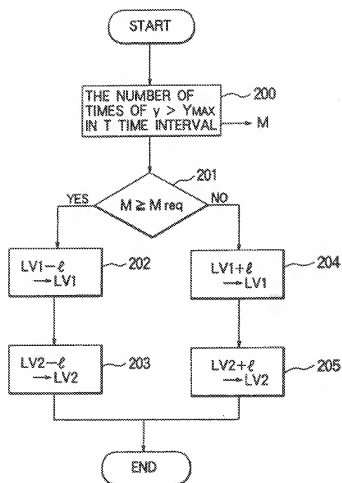 START
THE NUMBER OF
TIMES OF y > YMAX
IN T TIME INTERVAL → M
200
201
M ≧ M req
YES
NO
LV1−ℓ
→ LV1
202
LV1+ℓ
→ LV1
204
LV2−ℓ
→ LV2
203
LV2+ℓ
→ LV2
205
END